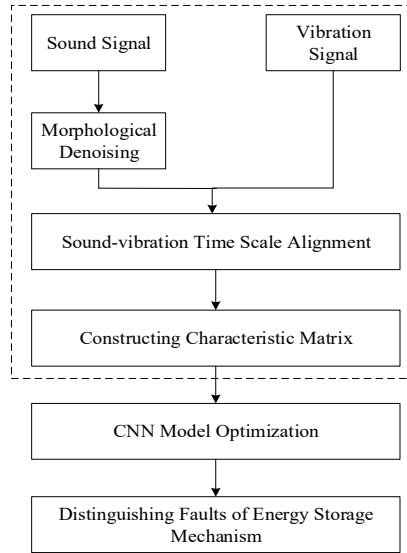 Sound Signal
Vibration
Signal
Morphological
Denoising
Sound-vibration Time Scale Alignment
Constructing Characteristic Matrix
CNN Model Optimization
Distinguishing Faults of Energy Storage
Mechanism